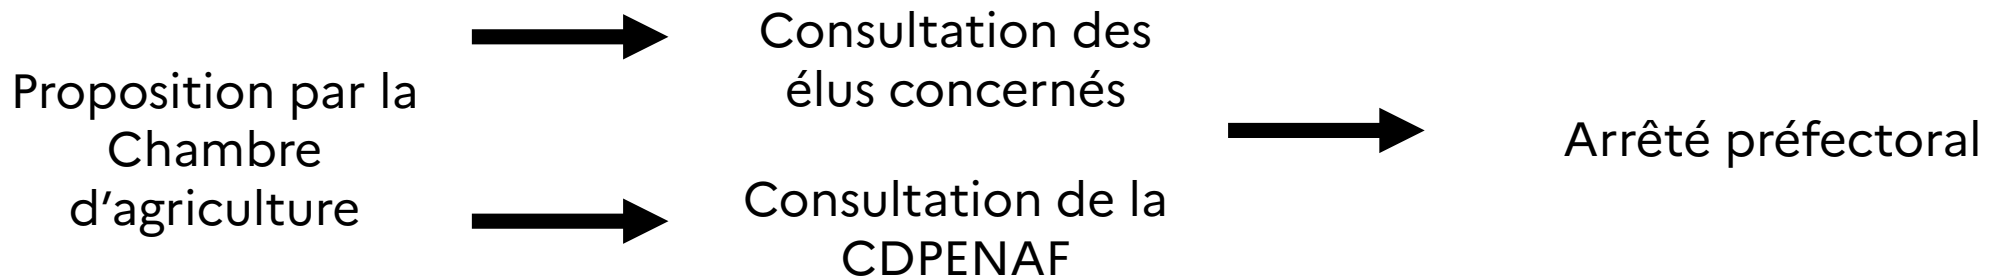 Proposition par la
Chambre
d’agriculture
Consultation des
élus concernés
Consultation de la
CDPENAF
Arrêté préfectoral